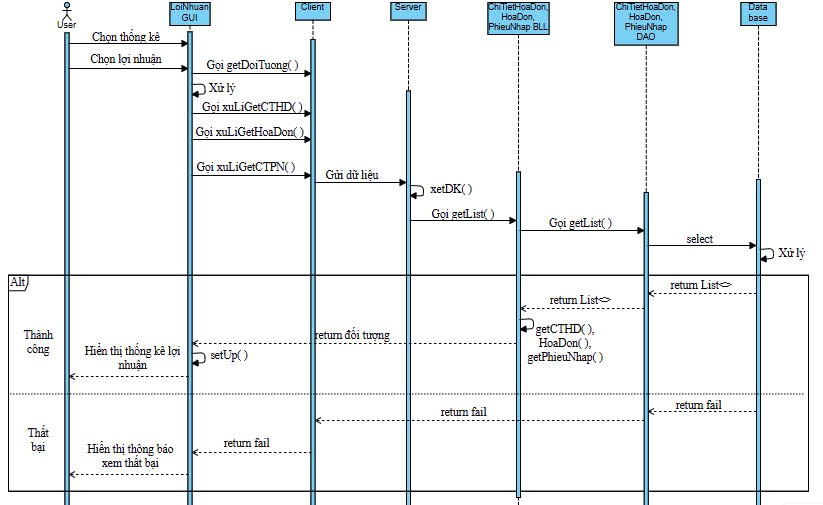 User
LoiNhuan
GUI
Client
Server
ChiTietHoaDon,
HoaDon,
PhieuNhap BLL
ChiTietHoaDon,
HoaDon,
PhieuNhap
DAO
Data
base
Chọn thống kê
Chọn lợi nhuận
Gọi getDoiTuong( )
Xử lý
Gọi xuLiGetCTHD( )
Gọi xuLiGetHoaDon( )
Gọi xuLiGetCTPN( )
Gửi dữ liệu
xetDK( )
Gọi getList( )
Gọi getList( )
select
Xử lý
Alt
return List<>
return List<>
Thành
công
getCTHD( ),
HoaDon( ),
getPhieuNhap( )
return đối tượng
setUp( )
Hiển thị thống kê lợi
nhuận
return fail
return fail
Thất
bại
return fail
Hiển thị thông báo
xem thất bại